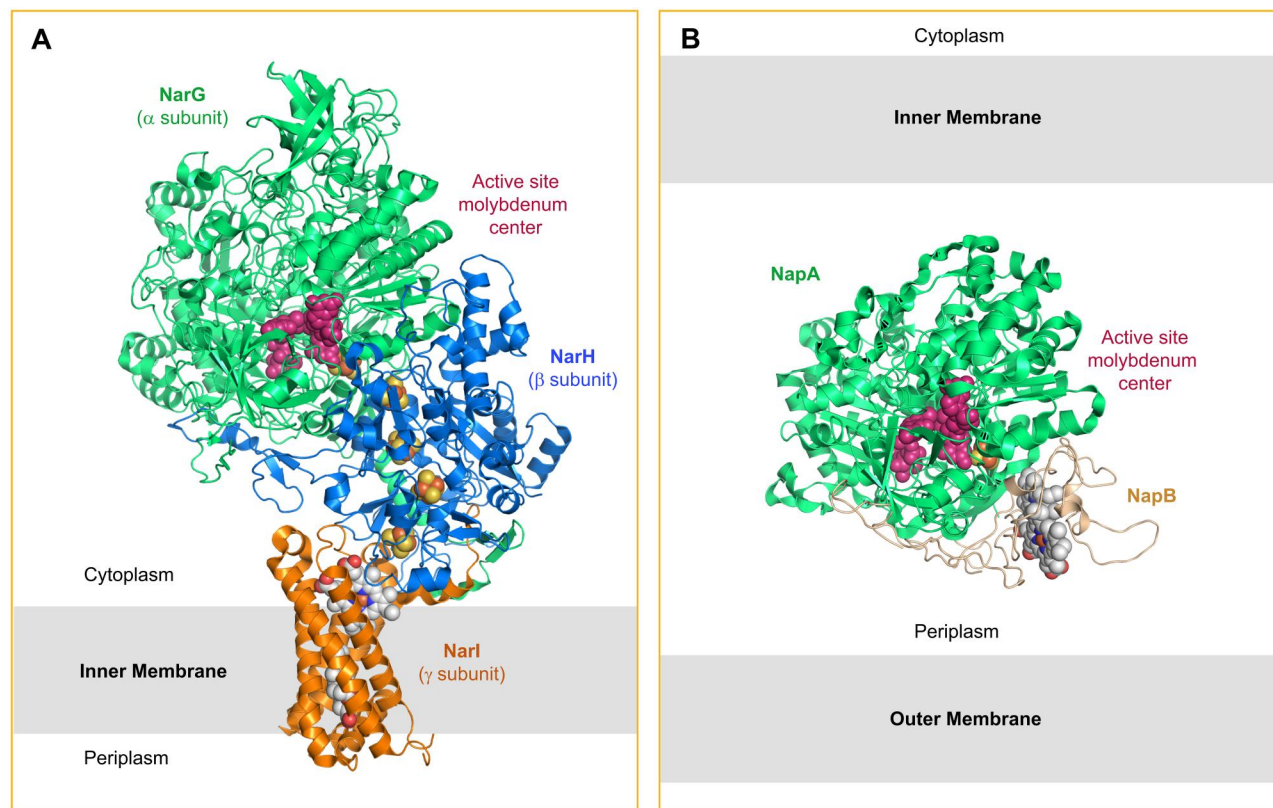 A
NarG
(α subunit)
Active site
molybdenum
center
NarH
(β subunit)
Cytoplasm
Inner Membrane
NarI
(γ subunit)
Periplasm
B
Cytoplasm
Inner Membrane
NapA
Active site
molybdenum
center
NapB
Periplasm
Outer Membrane